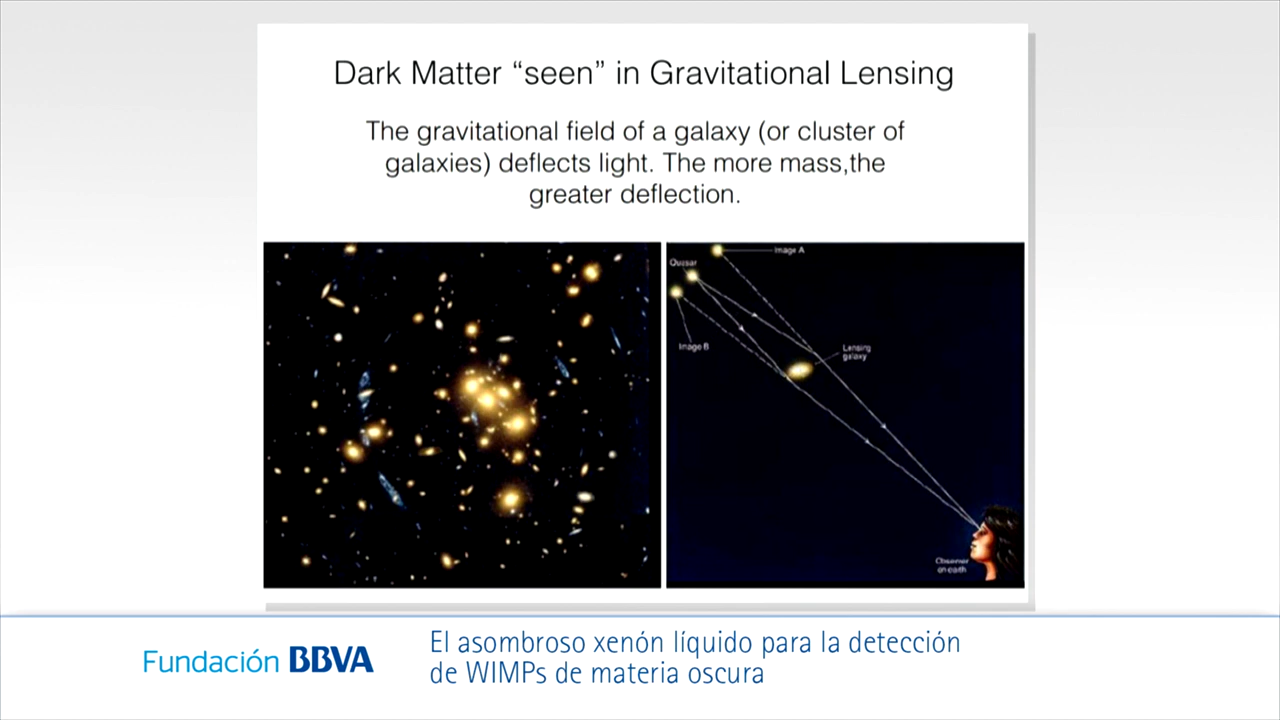 Dark Matter “seen” in Gravitational Lensing
The gravitational field of a galaxy (or cluster of
galaxies) deflects light. The more mass,the
greater deflection.
Image A
Quasar
Image B
Lensing
galaxy
Observer
on earth
Fundación BBVA
El asombroso xenón líquido para la detección
de WIMPs de materia oscura